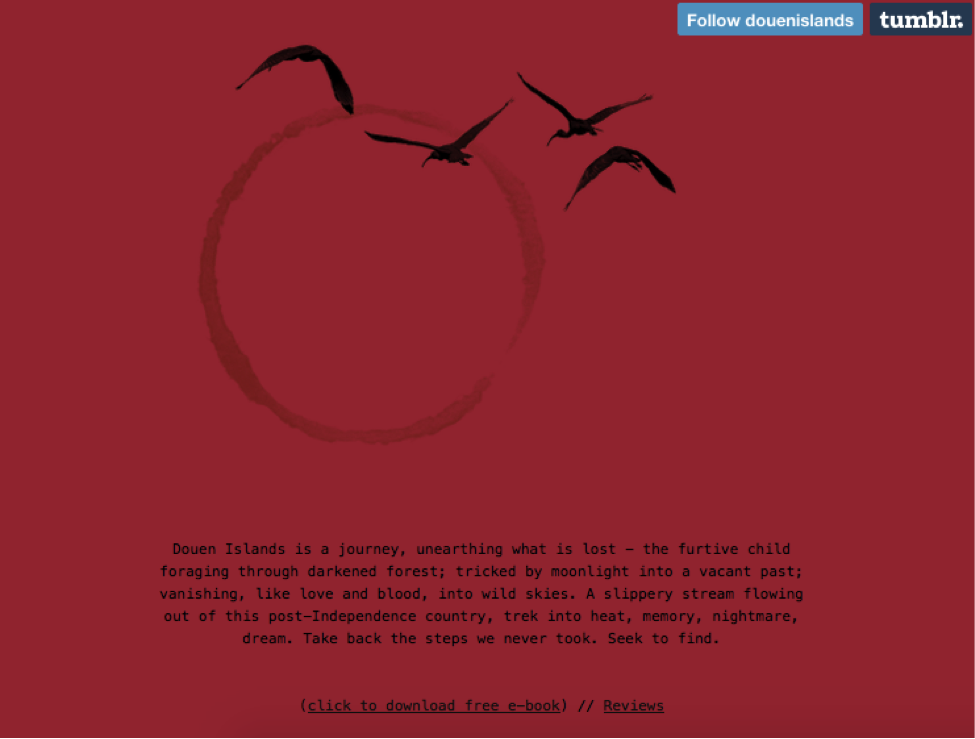 Follow douenislands tumblr.
Douen Islands is a journey, unearthing what is lost – the furtive child
foraging through darkened forest; tricked by moonlight into a vacant past;
vanishing, like love and blood, into wild skies. A slippery stream flowing
out of this post–Independence country, trek into heat, memory, nightmare,
dream. Take back the steps we never took. Seek to find.
(click to download free e–book) // Reviews